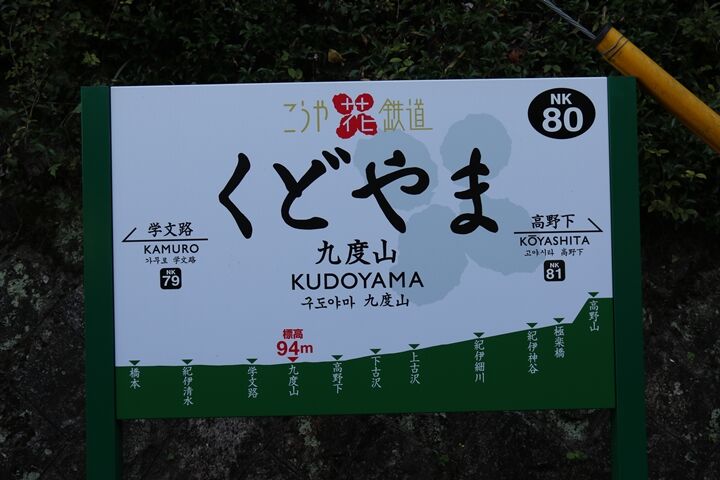 こうや花鉄道
NK
80
くどやま
九度山
KUDOYAMA
구도야마 九度山
学文路
KAMURO
가무로 学文路
NK
79
高野下
KŌYASHITA
고야시타 高野下
NK
81
標高
94m
橋本
紀伊清水
学文路
九度山
高野下
下古沢
上古沢
紀伊細川
紀伊神谷
極楽橋
高野山